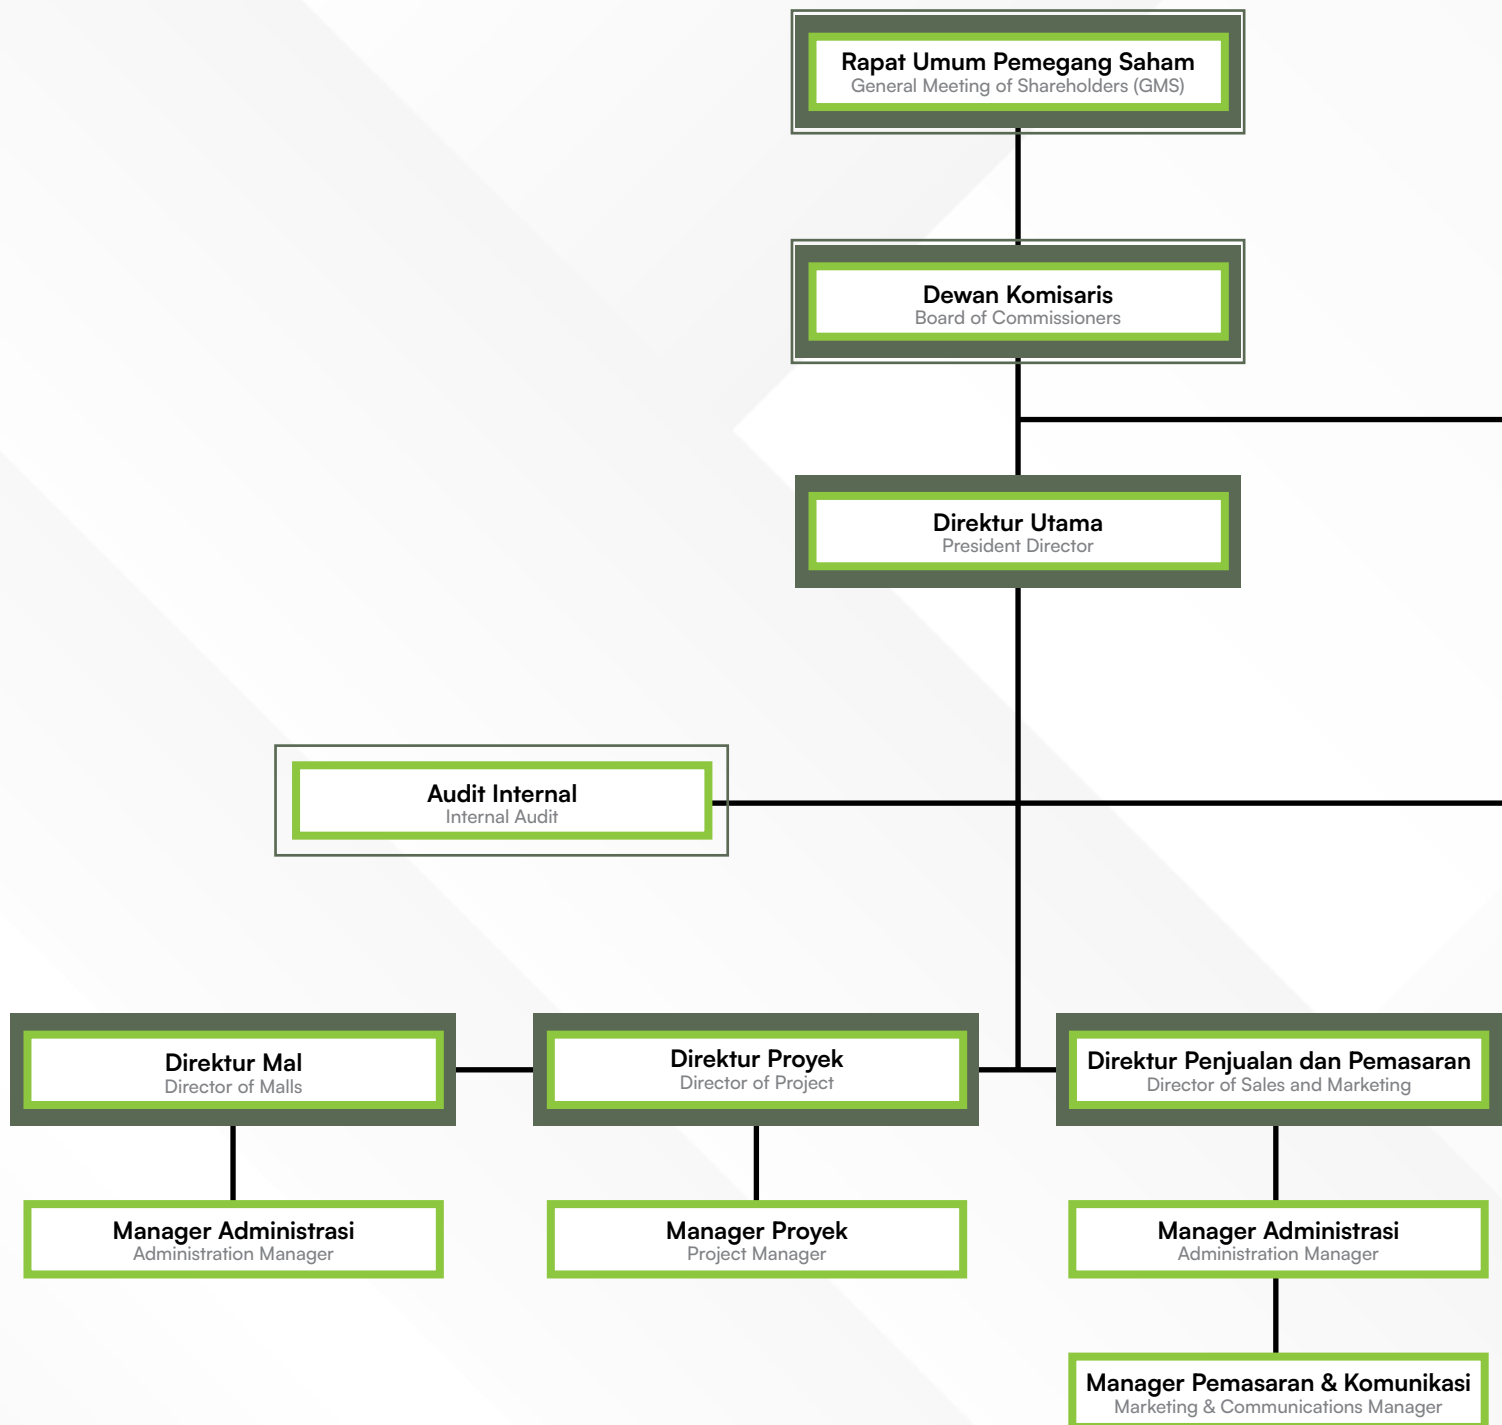 Rapat Umum Pemegang Saham
General Meeting of Shareholders (GMS)
Dewan Komisaris
Board of Commissioners
Direktur Utama
President Director
Audit Internal
Internal Audit
Direktur Mal
Director of Malls
Direktur Proyek
Director of Project
Direktur Penjualan dan Pemasaran
Director of Sales and Marketing
Manager Administrasi
Administration Manager
Manager Proyek
Project Manager
Manager Administrasi
Administration Manager
Manager Pemasaran & Komunikasi
Marketing & Communications Manager